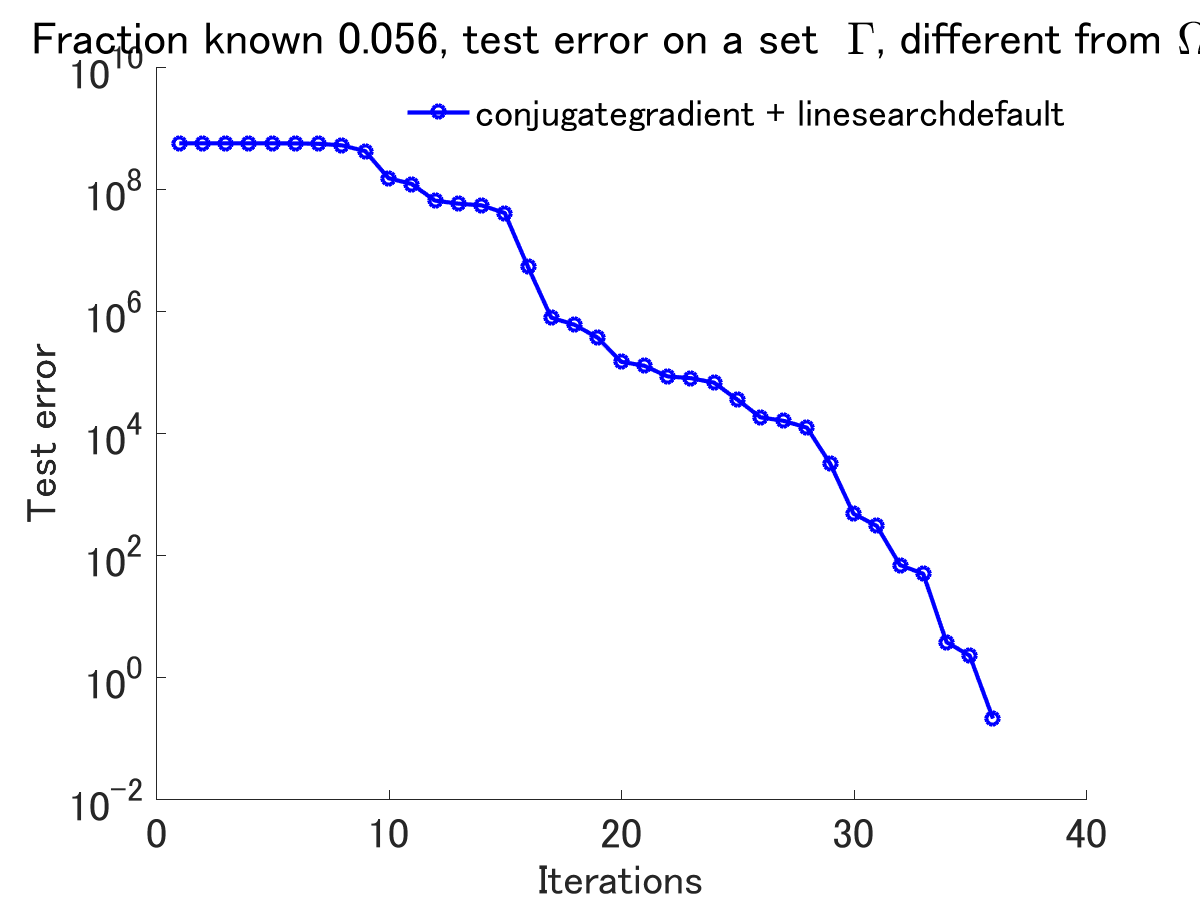 Fraction known 0.056, test error on a set Γ, different from Ω
10^10
conjugategradient + linesearchdefault
10^8
10^6
10^4
10^2
10^0
10^-2
Test error
0 10 20 30 40
Iterations